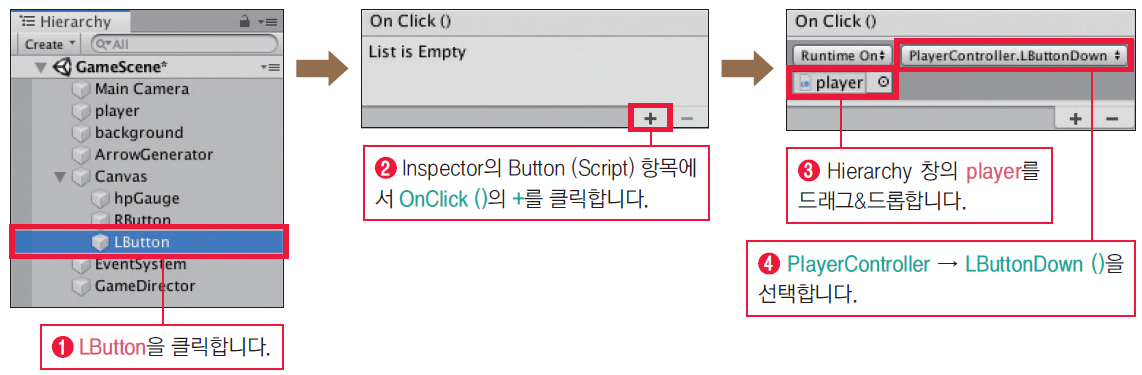 Hierarchy
Create
All
GameScene*
Main Camera
player
background
ArrowGenerator
Canvas
hpGauge
RButton
LButton
EventSystem
GameDirector
❶ LButton을 클릭합니다.
On Click ()
List is Empty
+ −
❷ Inspector의 Button (Script) 항목에
서 OnClick ()의 +를 클릭합니다.
On Click ()
Runtime On
PlayerController.LButtonDown
player
+ −
❸ Hierarchy 창의 player를
드래그&드롭합니다.
❹ PlayerController → LButtonDown ()을
선택합니다.